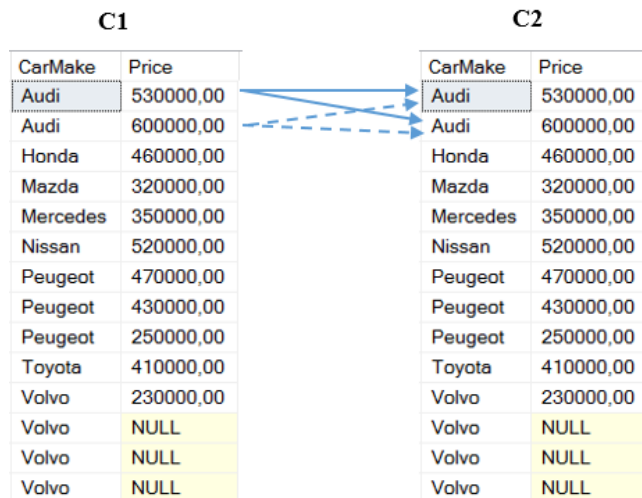 C1 C2
CarMake Price CarMake Price
Audi 530000,00 Audi 530000,00
Audi 600000,00 Audi 600000,00
Honda 460000,00 Honda 460000,00
Mazda 320000,00 Mazda 320000,00
Mercedes 350000,00 Mercedes 350000,00
Nissan 520000,00 Nissan 520000,00
Peugeot 470000,00 Peugeot 470000,00
Peugeot 430000,00 Peugeot 430000,00
Peugeot 250000,00 Peugeot 250000,00
Toyota 410000,00 Toyota 410000,00
Volvo 230000,00 Volvo 230000,00
Volvo NULL Volvo NULL
Volvo NULL Volvo NULL
Volvo NULL Volvo NULL